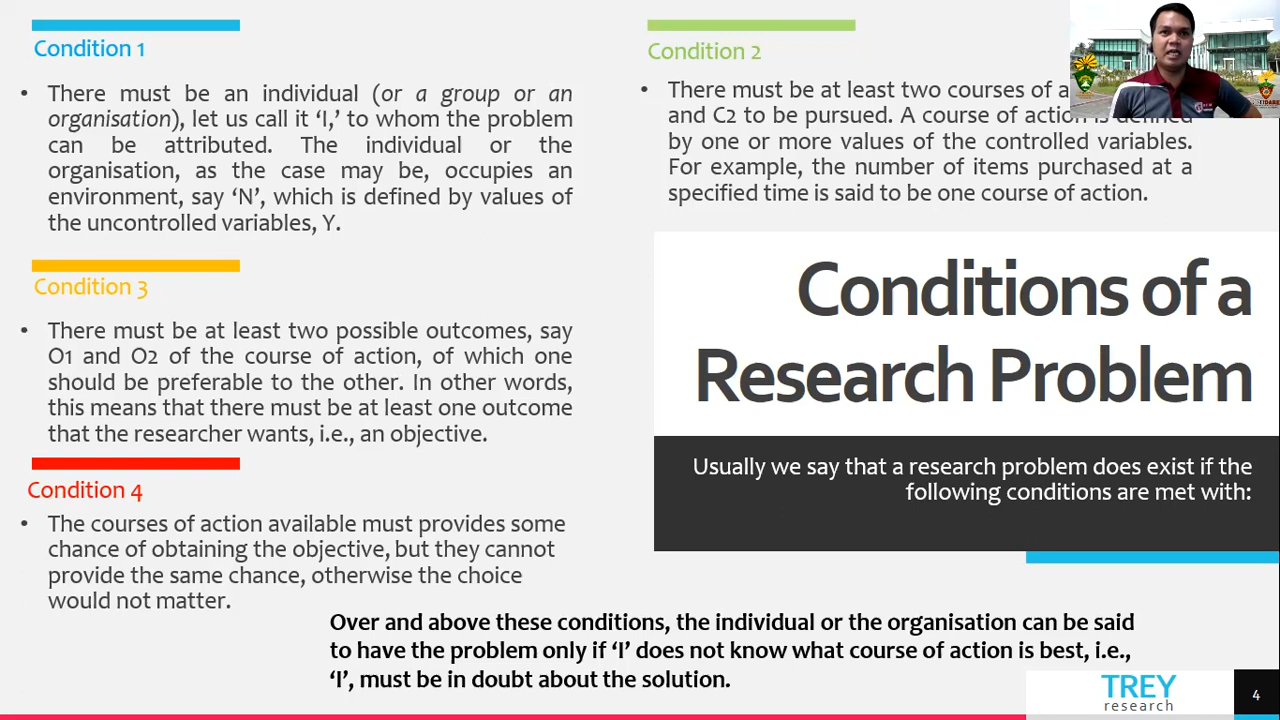 Condition 1
• There must be an individual (or a group or an
organisation), let us call it ‘I,’ to whom the problem
can be attributed. The individual or the
organisation, as the case may be, occupies an
environment, say ‘N’, which is defined by values of
the uncontrolled variables, Y.
Condition 2
• There must be at least two courses of a
and C2 to be pursued. A course of action is defined
by one or more values of the controlled variables.
For example, the number of items purchased at a
specified time is said to be one course of action.
Condition 3
• There must be at least two possible outcomes, say
O1 and O2 of the course of action, of which one
should be preferable to the other. In other words,
this means that there must be at least one outcome
that the researcher wants, i.e., an objective.
Condition 4
• The courses of action available must provides some
chance of obtaining the objective, but they cannot
provide the same chance, otherwise the choice
would not matter.
Conditions of a
Research Problem
Usually we say that a research problem does exist if the
following conditions are met with:
Over and above these conditions, the individual or the organisation can be said
to have the problem only if ‘I’ does not know what course of action is best, i.e.,
‘I’, must be in doubt about the solution.
TREY
research
4